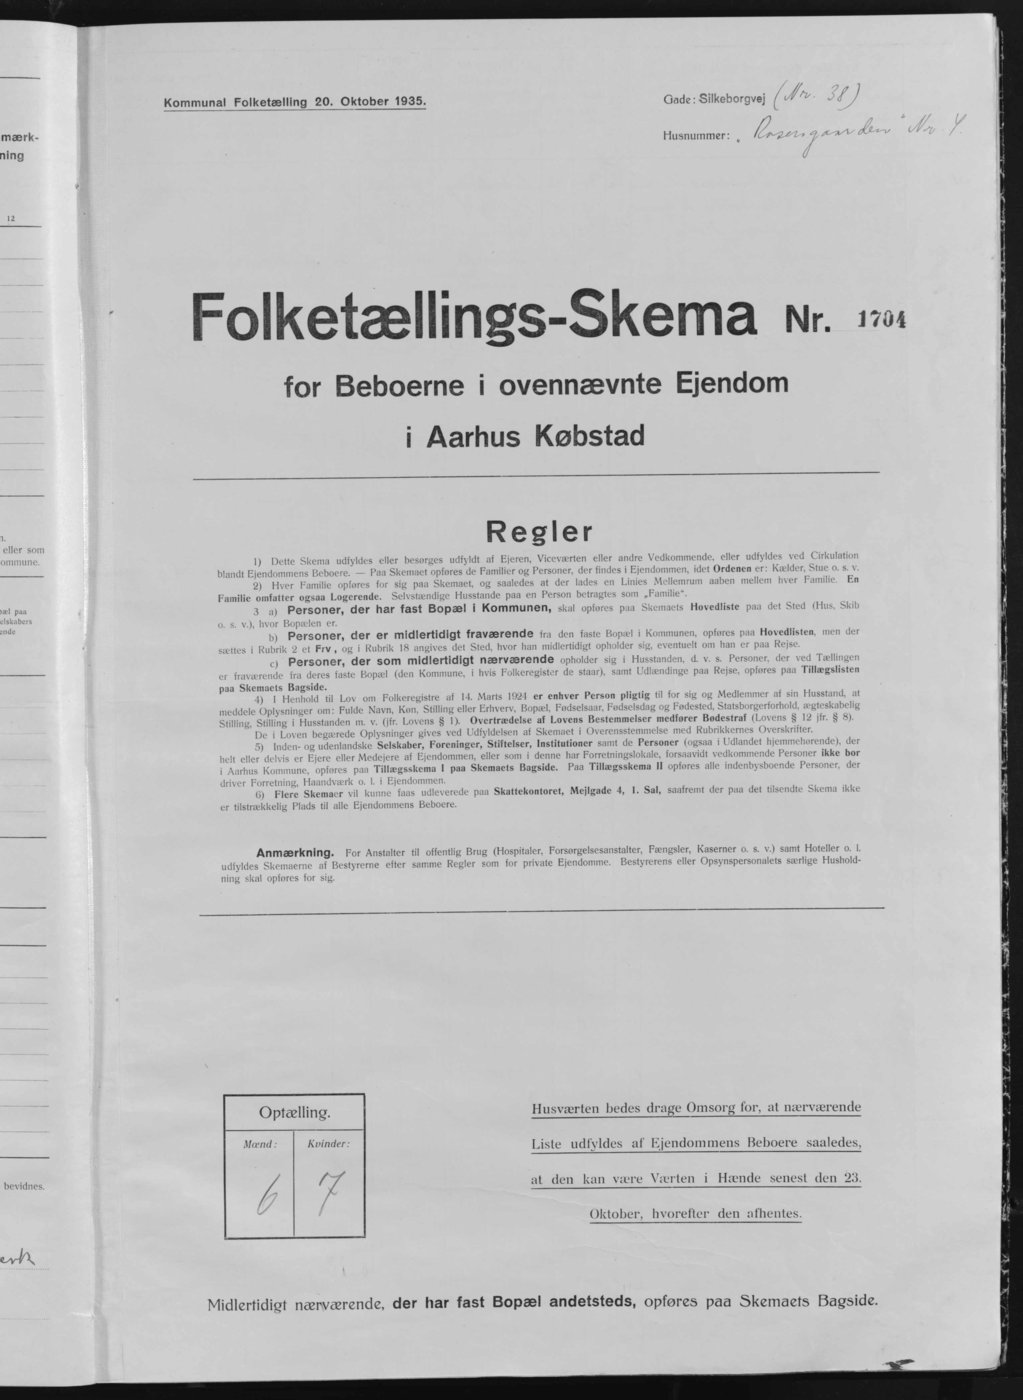 mærk-
ning
12
n.
eller som
ommune.
pæl paa
elskabers
ende
bevidnes.
Kommunal Folketælling 20. Oktober 1935.
Gade: Silkeborgvej (Nr. 38)
Husnummer: „Rosensgaarden" Nr. 4.
Folketællings-Skema Nr. 1704
for Beboerne i ovennævnte Ejendom
i Aarhus Købstad
Regler
1) Dette Skema udfyldes eller besørges udfyldt af Ejeren, Viceværten eller andre Vedkommende, eller udfyldes ved Cirkulation
blandt Ejendommens Beboere. — Paa Skemaet opføres de Familier og Personer, der findes i Ejendommen, idet Ordenen er: Kælder, Stue o. s. v.
2) Hver Familie opføres for sig paa Skemaet, og saaledes at der lades en Linies Mellemrum aaben mellem hver Familie. En
Familie omfatter ogsaa Logerende. Selvstændige Husstande paa en Person betragtes som „Familie".
3 a) Personer, der har fast Bopæl i Kommunen, skal opføres paa Skemaets Hovedliste paa det Sted (Hus, Skib
o. s. v.), hvor Bopælen er.
b) Personer, der er midlertidigt fraværende fra den faste Bopæl i Kommunen, opføres paa Hovedlisten, men der
sættes i Rubrik 2 et Frv, og i Rubrik 18 angives det Sted, hvor han midlertidigt opholder sig, eventuelt om han er paa Rejse.
c) Personer, der som midlertidigt nærværende opholder sig i Husstanden, d. v. s. Personer, der ved Tællingen
er fraværende fra deres faste Bopæl (den Kommune, i hvis Folkeregister de staar), samt Udlændinge paa Rejse, opføres paa Tillægslisten
paa Skemaets Bagside.
4) I Henhold til Lov om Folkeregistre af 14. Marts 1924 er enhver Person pligtig til for sig og Medlemmer af sin Husstand, at
meddele Oplysninger om: Fulde Navn, Køn, Stilling eller Erhverv, Bopæl, Fødselsaar, Fødselsdag og Fødested, Statsborgerforhold, ægteskabelig
Stilling, Stilling i Husstanden m. v. (jfr. Lovens § 1). Overtrædelse af Lovens Bestemmelser medfører Bødestraf (Lovens § 12 jfr. § 8).
De i Loven begærede Oplysninger gives ved Udfyldelsen af Skemaet i Overensstemmelse med Rubrikkernes Overskrifter.
5) Inden- og udenlandske Selskaber, Foreninger, Stiftelser, Institutioner samt de Personer (ogsaa i Udlandet hjemmehørende), der
helt eller delvis er Ejere eller Medejere af Ejendommen, eller som i denne har Forretningslokale, forsaavidt vedkommende Personer ikke bor
i Aarhus Kommune, opføres paa Tillægsskema I paa Skemaets Bagside. Paa Tillægsskema II opføres alle indenbysboende Personer, der
driver Forretning, Haandværk o. l. i Ejendommen.
6) Flere Skemaer vil kunne faas udleverede paa Skattekontoret, Mejlgade 4, 1. Sal, saafremt der paa det tilsendte Skema ikke
er tilstrækkelig Plads til alle Ejendommens Beboere.
Anmærkning. For Anstalter til offentlig Brug (Hospitaler, Forsørgelsesanstalter, Fængsler, Kaserner o. s. v.) samt Hoteller o. l.
udfyldes Skemaerne af Bestyrerne efter samme Regler som for private Ejendomme. Bestyrerens eller Opsynspersonalets særlige Hushold-
ning skal opføres for sig.
Optælling.
Mænd: Kvinder:
6 7
Husværten bedes drage Omsorg for, at nærværende
Liste udfyldes af Ejendommens Beboere saaledes,
at den kan være Værten i Hænde senest den 23.
Oktober, hvorefter den afhentes.
Midlertidigt nærværende, der har fast Bopæl andetsteds, opføres paa Skemaets Bagside.